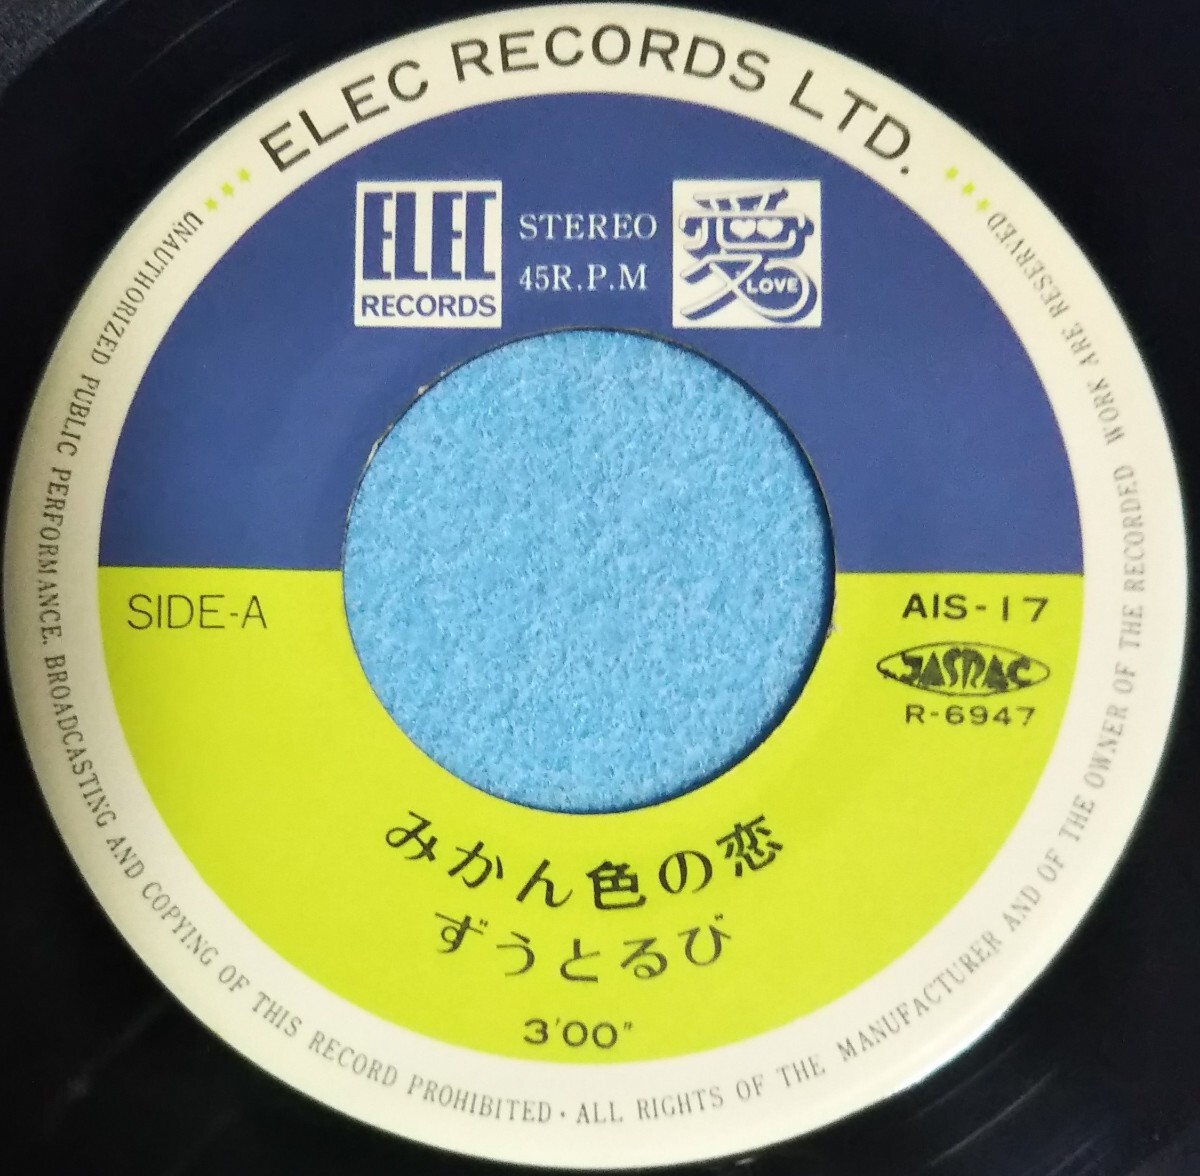 ELEC RECORDS LTD.
ELEC
RECORDS
STEREO
45R.P.M
愛
LOVE
SIDE-A
AIS-17
JASRAC
R-6947
みかん色の恋
ずうとるび
3'00"
UNAUTHORIZED PUBLIC PERFORMANCE. BROADCASTING AND COPYING OF THIS RECORD PROHIBITED · ALL RIGHTS OF THE MANUFACTURER AND OF THE OWNER OF THE RECORDED WORK ARE RESERVED